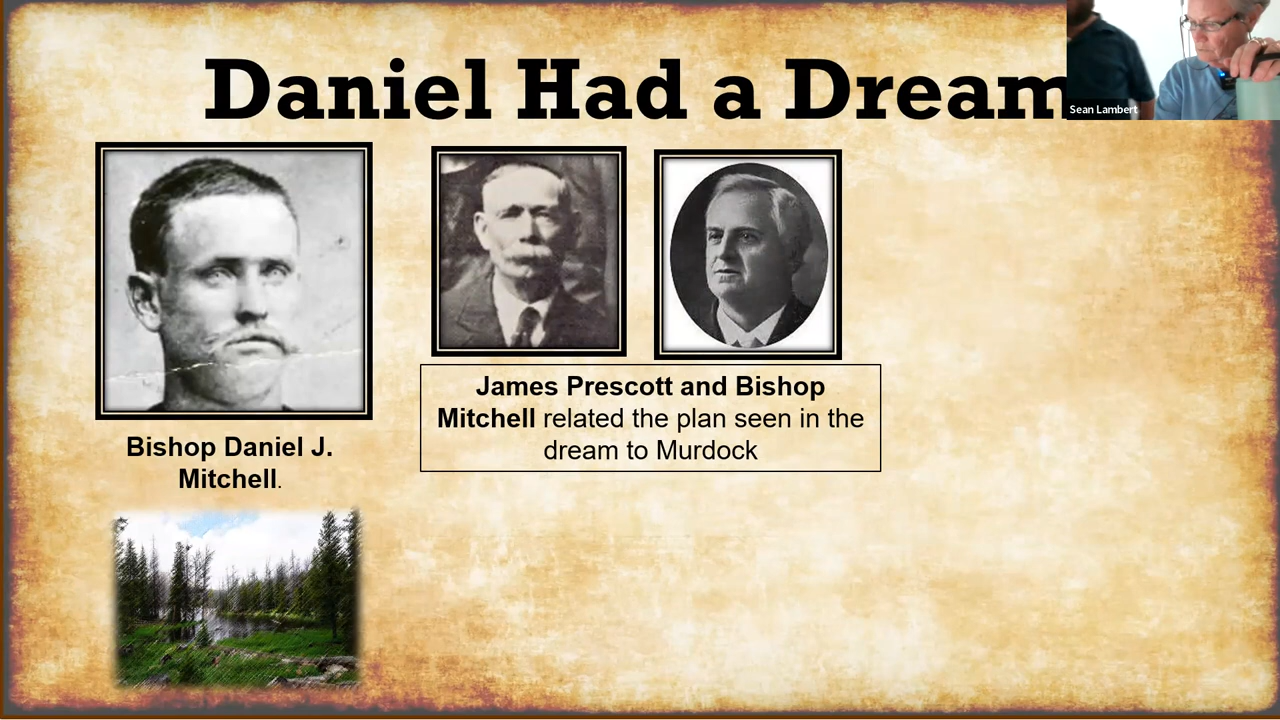 Daniel Had a Dream
Sean Lambert
James Prescott and Bishop
Mitchell related the plan seen in the
dream to Murdock
Bishop Daniel J.
Mitchell.